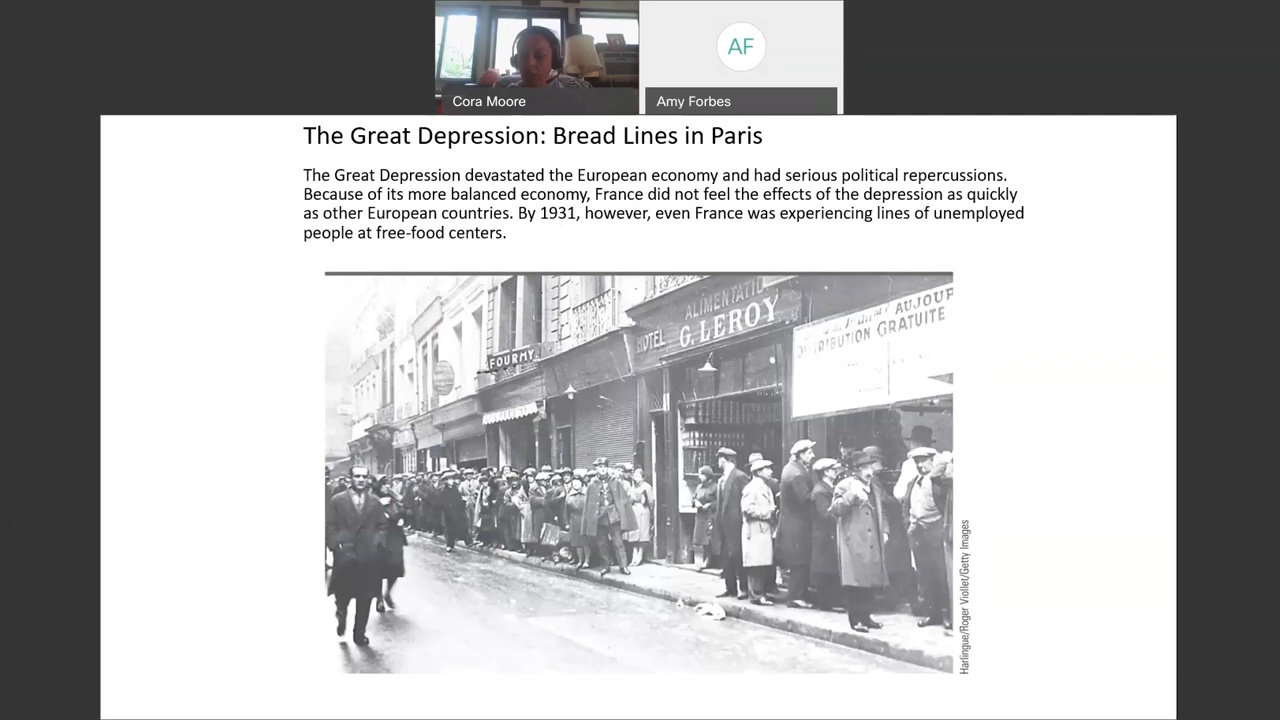 Cora Moore
AF
Amy Forbes
The Great Depression: Bread Lines in Paris
The Great Depression devastated the European economy and had serious political repercussions.
Because of its more balanced economy, France did not feel the effects of the depression as quickly
as other European countries. By 1931, however, even France was experiencing lines of unemployed
people at free-food centers.
ALIMENTATIO
G. LEROY
HOTEL
FOURMY
AUJOUR
GRATUITE
Harlingue/Roger Viollet/Getty Images